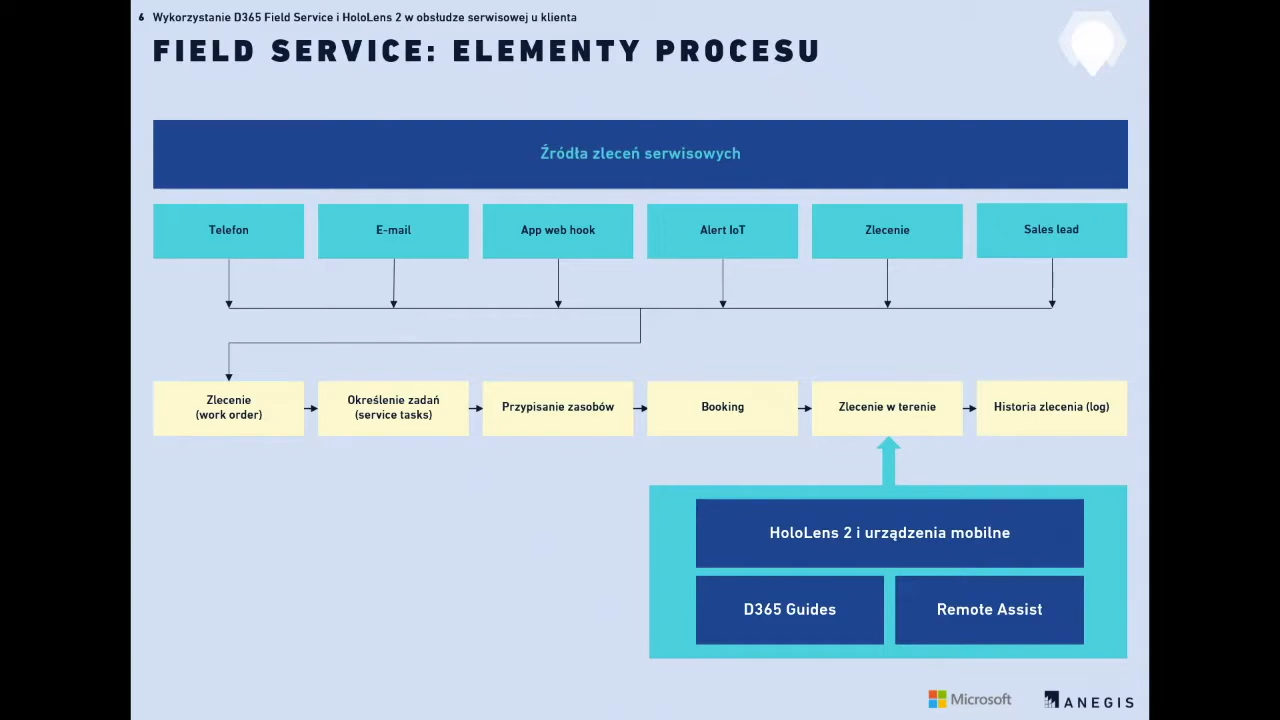 6 Wykorzystanie D365 Field Service i HoloLens 2 w obsłudze serwisowej u klienta
FIELD SERVICE: ELEMENTY PROCESU
Źródła zleceń serwisowych
Telefon
E-mail
App web hook
Alert IoT
Zlecenie
Sales lead
Zlecenie
(work order)
Określenie zadań
(service tasks)
Przypisanie zasobów
Booking
Zlecenie w terenie
Historia zlecenia (log)
HoloLens 2 i urządzenia mobilne
D365 Guides
Remote Assist
Microsoft
ANEGIS